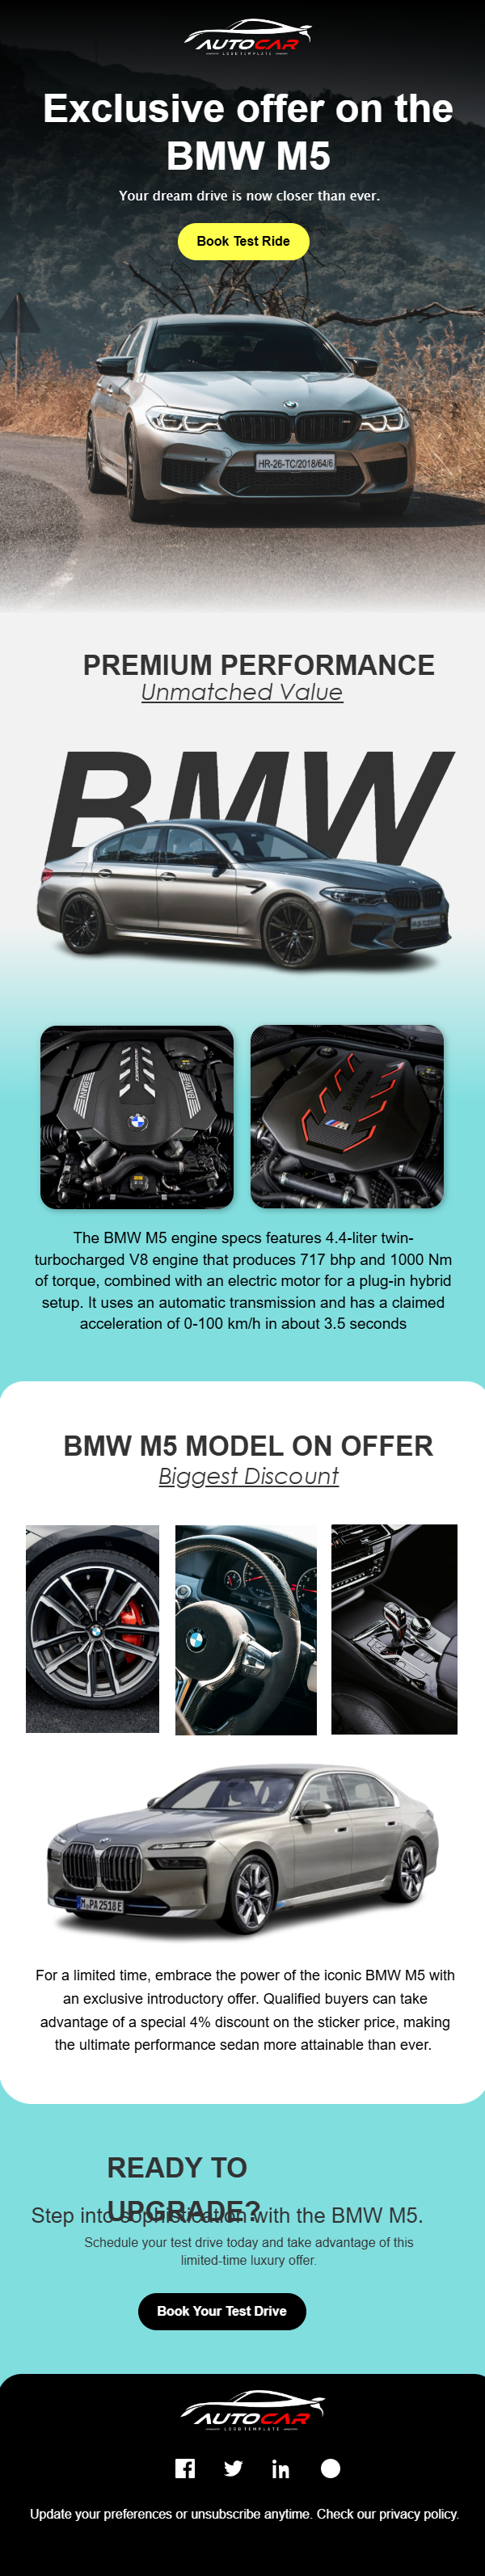 AUTOCAR
LOGO TEMPLATE
Exclusive offer on the
BMW M5
Your dream drive is now closer than ever.
Book Test Ride
HR-26-TC/2018/64/6
PREMIUM PERFORMANCE
Unmatched Value
BMW
The BMW M5 engine specs features 4.4-liter twin-
turbocharged V8 engine that produces 717 bhp and 1000 Nm
of torque, combined with an electric motor for a plug-in hybrid
setup. It uses an automatic transmission and has a claimed
acceleration of 0-100 km/h in about 3.5 seconds
BMW M5 MODEL ON OFFER
Biggest Discount
M PA 2518E
For a limited time, embrace the power of the iconic BMW M5 with
an exclusive introductory offer. Qualified buyers can take
advantage of a special 4% discount on the sticker price, making
the ultimate performance sedan more attainable than ever.
READY TO
UPGRADE?
Step into sophistication with the BMW M5.
Schedule your test drive today and take advantage of this
limited-time luxury offer.
Book Your Test Drive
AUTOCAR
LOGO TEMPLATE
Update your preferences or unsubscribe anytime. Check our privacy policy.